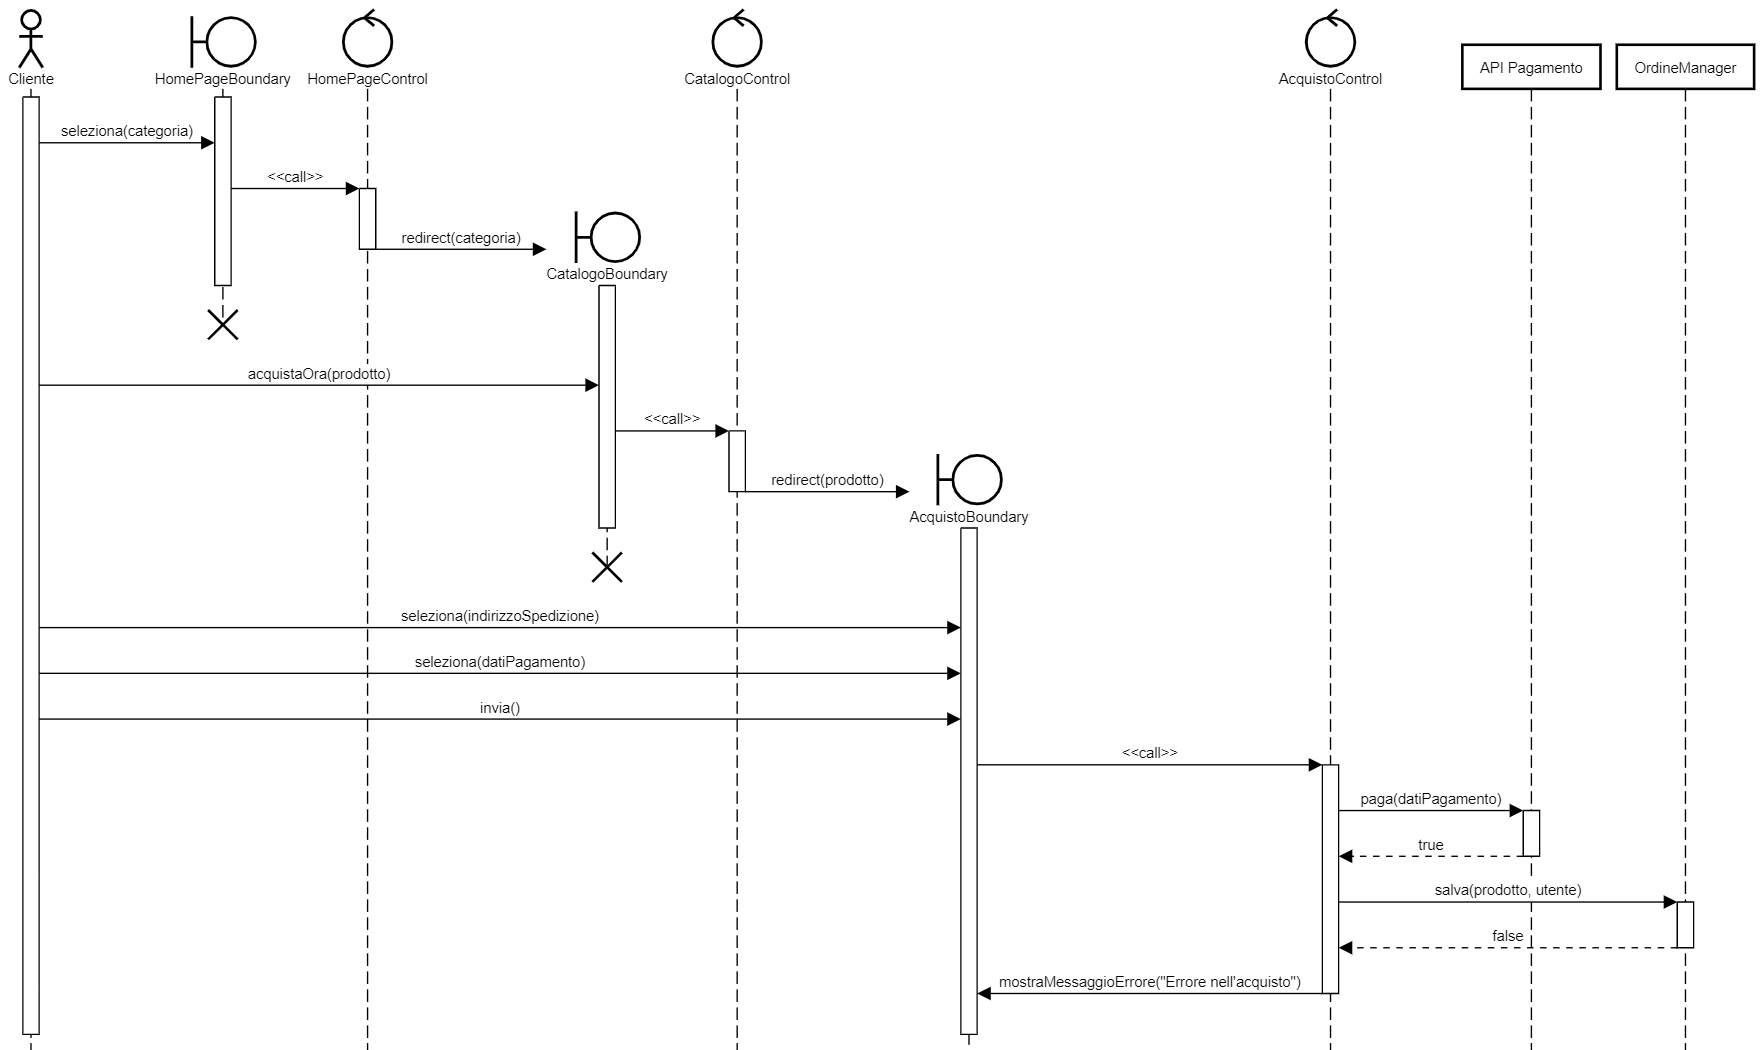 Cliente
HomePageBoundary
HomePageControl
CatalogoControl
AcquistoControl
API Pagamento
OrdineManager
seleziona(categoria)
<<call>>
redirect(categoria)
CatalogoBoundary
acquistaOra(prodotto)
<<call>>
redirect(prodotto)
AcquistoBoundary
seleziona(indirizzoSpedizione)
seleziona(datiPagamento)
invia()
<<call>>
paga(datiPagamento)
true
salva(prodotto, utente)
false
mostraMessaggioErrore("Errore nell'acquisto")